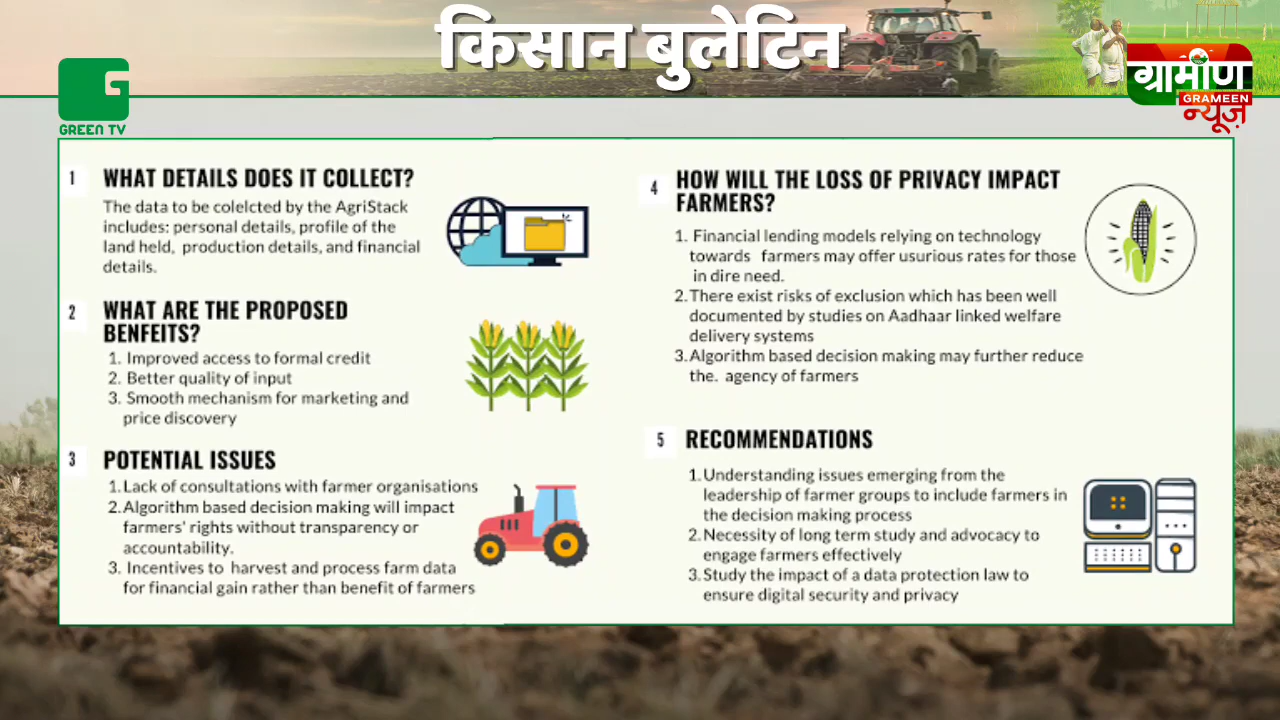 किसान बुलेटिन
GREEN TV
ग्रामीण
GRAMEEN
न्यूज़
1 WHAT DETAILS DOES IT COLLECT?
The data to be colelcted by the AgriStack
includes: personal details, profile of the
land held, production details, and financial
details.
2 WHAT ARE THE PROPOSED
BENFEITS?
1. Improved access to formal credit
2. Better quality of input
3. Smooth mechanism for marketing and
price discovery
3 POTENTIAL ISSUES
1. Lack of consultations with farmer organisations
2. Algorithm based decision making will impact
farmers' rights without transparency or
accountability.
3. Incentives to harvest and process farm data
for financial gain rather than benefit of farmers
4 HOW WILL THE LOSS OF PRIVACY IMPACT
FARMERS?
1. Financial lending models relying on technology
towards farmers may offer usurious rates for those
in dire need.
2. There exist risks of exclusion which has been well
documented by studies on Aadhaar linked welfare
delivery systems
3. Algorithm based decision making may further reduce
the. agency of farmers
5 RECOMMENDATIONS
1. Understanding issues emerging from the
leadership of farmer groups to include farmers in
the decision making process
2. Necessity of long term study and advocacy to
engage farmers effectively
3. Study the impact of a data protection law to
ensure digital security and privacy